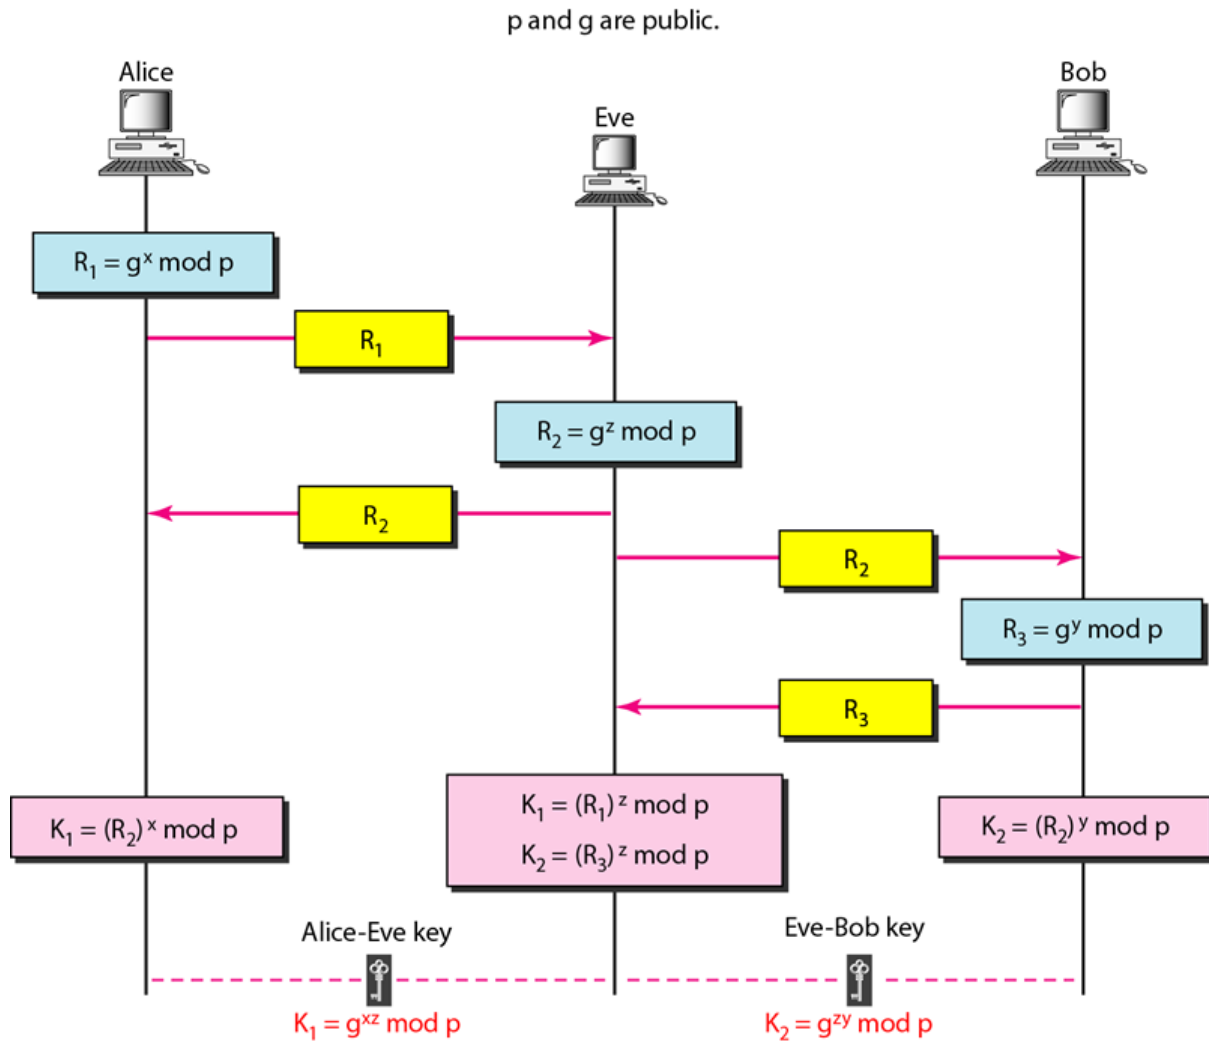 p and g are public.
Alice
Bob
Eve
R₁ = gˣ mod p
R₁
R₂ = gᶻ mod p
R₂
R₂
R₃ = gʸ mod p
R₃
K₁ = (R₂)ˣ mod p
K₁ = (R₁)ᶻ mod p
K₂ = (R₃)ᶻ mod p
K₂ = (R₂)ʸ mod p
Alice-Eve key
Eve-Bob key
K₁ = gˣᶻ mod p
K₂ = gᶻʸ mod p